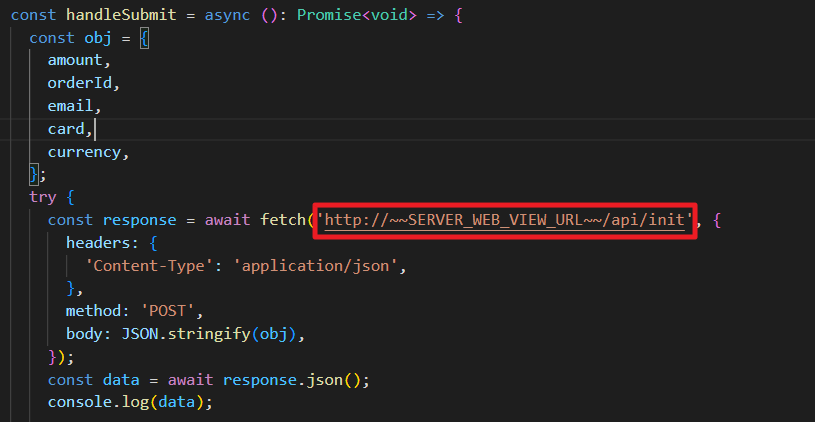 const handleSubmit = async (): Promise<void> => {
const obj = {
amount,
orderId,
email,
card,
currency,
};
try {
const response = await fetch('http://~~SERVER_WEB_VIEW_URL~~/api/init', {
headers: {
'Content-Type': 'application/json',
},
method: 'POST',
body: JSON.stringify(obj),
});
const data = await response.json();
console.log(data);